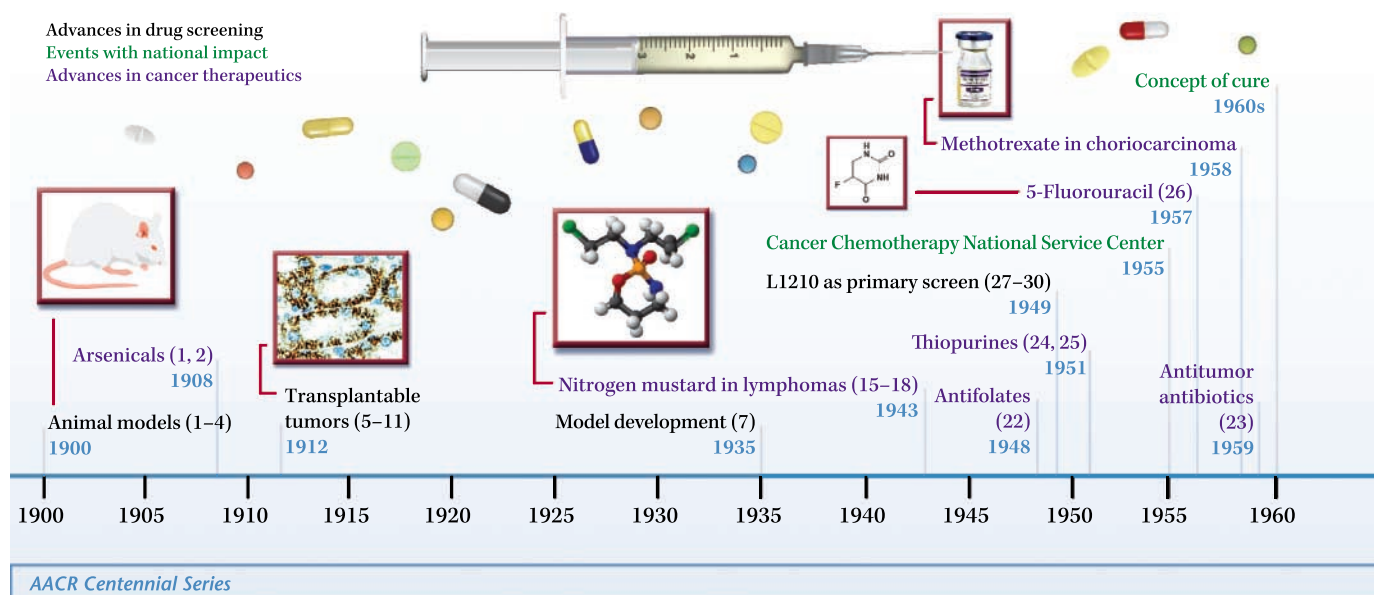 Advances in drug screening
Events with national impact
Advances in cancer therapeutics
3
2
1
Concept of cure
1960s
Methotrexate in choriocarcinoma
1958
H
N
O
NH
F
O
5-Fluorouracil (26)
1957
Cancer Chemotherapy National Service Center
1955
L1210 as primary screen (27–30)
1949
Thiopurines (24, 25)
1951
Arsenicals (1, 2)
1908
Antitumor
antibiotics
(23)
1959
Nitrogen mustard in lymphomas (15–18)
1943
Antifolates
(22)
1948
Transplantable
tumors (5–11)
1912
Model development (7)
1935
Animal models (1–4)
1900
1900 1905 1910 1915 1920 1925 1930 1935 1940 1945 1950 1955 1960
AACR Centennial Series